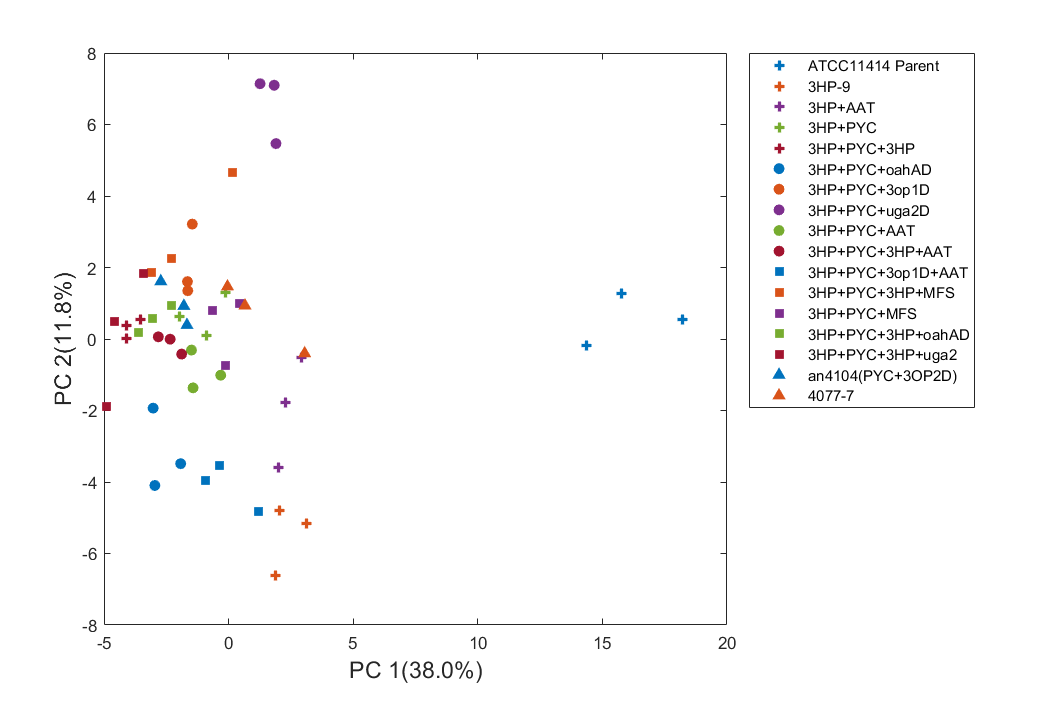 8
6
4
2
0
-2
-4
-6
-8
PC 2(11.8%)
-5
0
5
10
15
20
PC 1(38.0%)
ATCC11414 Parent
3HP-9
3HP+AAT
3HP+PYC
3HP+PYC+3HP
3HP+PYC+oahAD
3HP+PYC+3op1D
3HP+PYC+uga2D
3HP+PYC+AAT
3HP+PYC+3HP+AAT
3HP+PYC+3op1D+AAT
3HP+PYC+3HP+MFS
3HP+PYC+MFS
3HP+PYC+3HP+oahAD
3HP+PYC+3HP+uga2
an4104(PYC+3OP2D)
4077-7